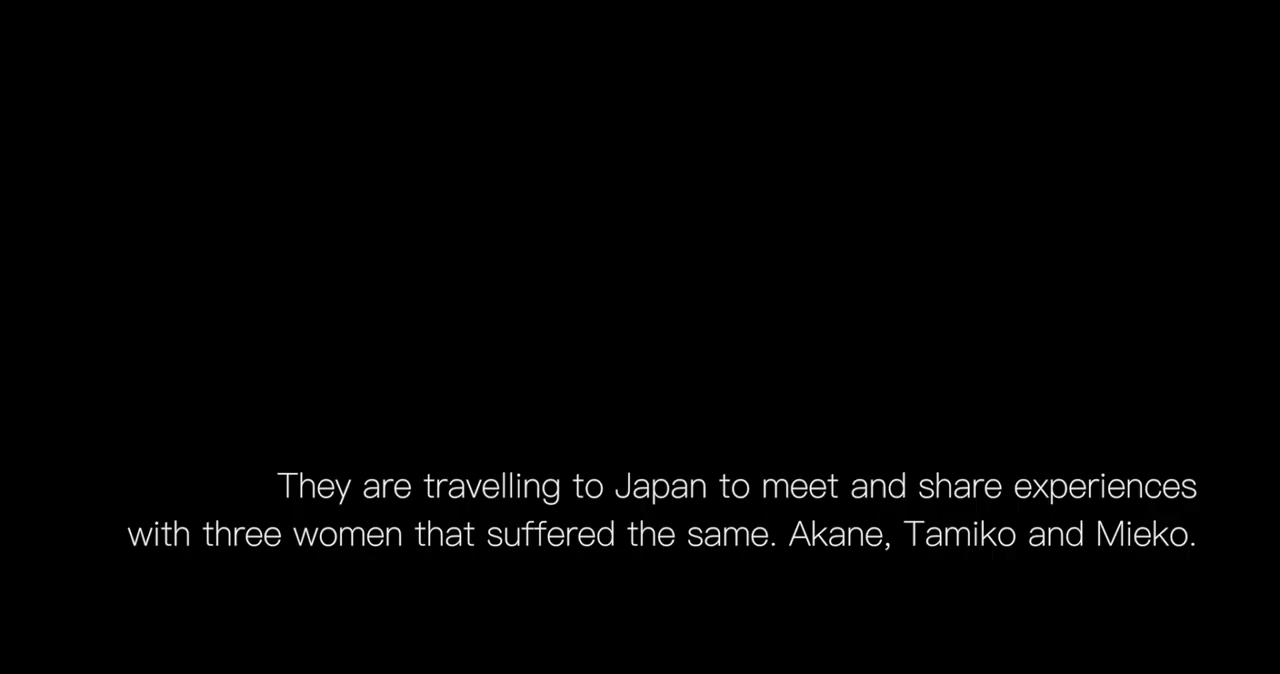 They are travelling to Japan to meet and share experiences
with three women that suffered the same. Akane, Tamiko and Mieko.